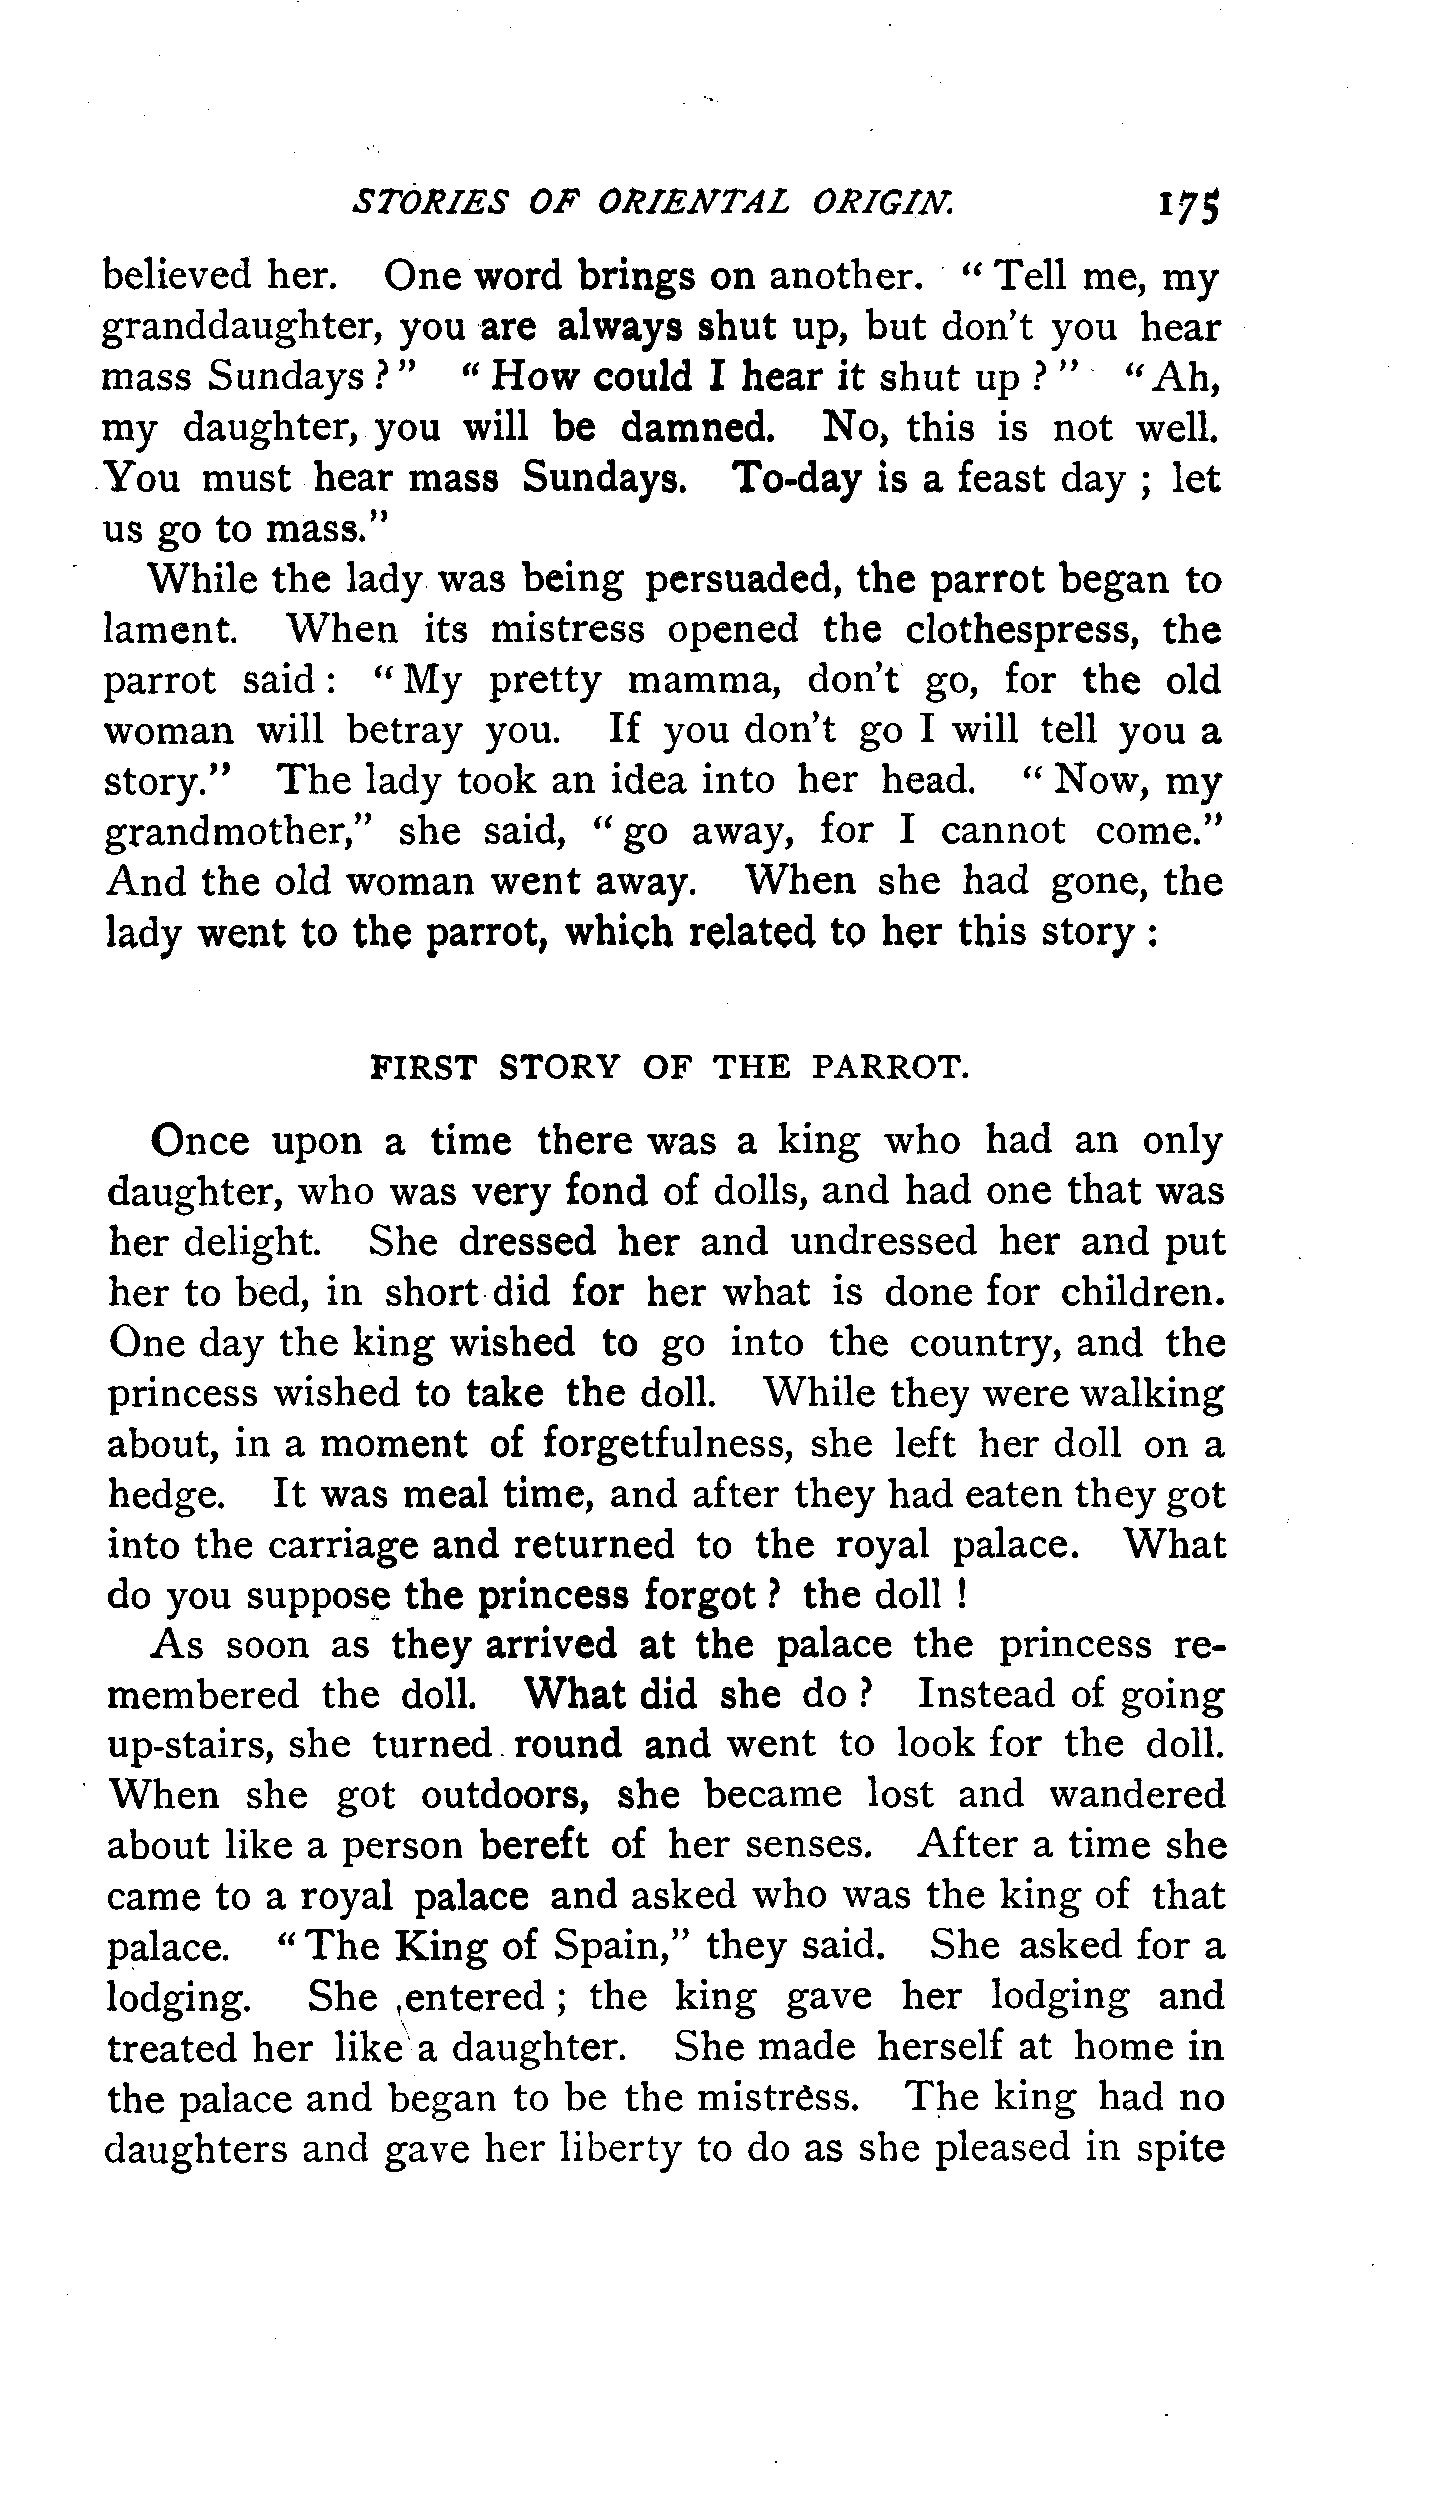 STORIES OF ORIENTAL ORIGIN. 175
believed her. One word brings on another. "Tell me, my
granddaughter, you are always shut up, but don't you hear
mass Sundays?" "How could I hear it shut up?" "Ah,
my daughter, you will be damned. No, this is not well.
You must hear mass Sundays. To-day is a feast day; let
us go to mass."
While the lady was being persuaded, the parrot began to
lament. When its mistress opened the clothespress, the
parrot said: "My pretty mamma, don't go, for the old
woman will betray you. If you don't go I will tell you a
story." The lady took an idea into her head. "Now, my
grandmother," she said, "go away, for I cannot come."
And the old woman went away. When she had gone, the
lady went to the parrot, which related to her this story:
FIRST STORY OF THE PARROT.
Once upon a time there was a king who had an only
daughter, who was very fond of dolls, and had one that was
her delight. She dressed her and undressed her and put
her to bed, in short did for her what is done for children.
One day the king wished to go into the country, and the
princess wished to take the doll. While they were walking
about, in a moment of forgetfulness, she left her doll on a
hedge. It was meal time, and after they had eaten they got
into the carriage and returned to the royal palace. What
do you suppose the princess forgot? the doll!
As soon as they arrived at the palace the princess re-
membered the doll. What did she do? Instead of going
up-stairs, she turned round and went to look for the doll.
When she got outdoors, she became lost and wandered
about like a person bereft of her senses. After a time she
came to a royal palace and asked who was the king of that
palace. "The King of Spain," they said. She asked for a
lodging. She entered; the king gave her lodging and
treated her like a daughter. She made herself at home in
the palace and began to be the mistress. The king had no
daughters and gave her liberty to do as she pleased in spite